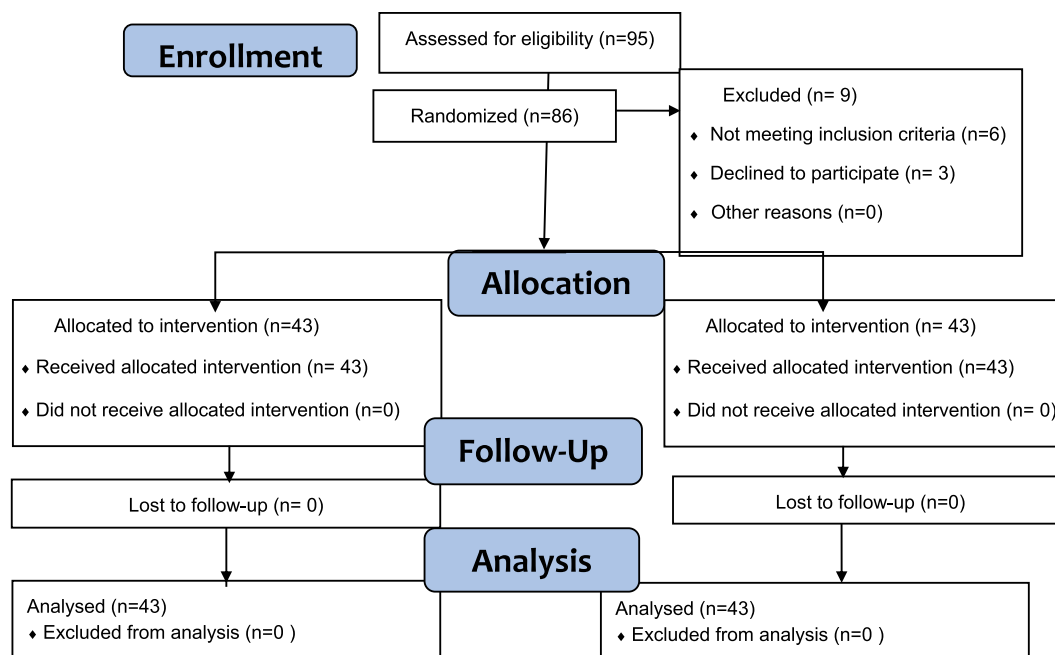 Enrollment
Assessed for eligibility (n=95)
Randomized (n=86)
Excluded (n= 9)
♦ Not meeting inclusion criteria (n=6)
♦ Declined to participate (n= 3)
♦ Other reasons (n=0)
Allocation
Allocated to intervention (n=43)
♦ Received allocated intervention (n= 43)
♦ Did not receive allocated intervention (n=0)
Allocated to intervention (n= 43)
♦ Received allocated intervention (n=43)
♦ Did not receive allocated intervention (n= 0)
Follow-Up
Lost to follow-up (n= 0)
Lost to follow-up (n=0)
Analysis
Analysed (n=43)
♦ Excluded from analysis (n=0 )
Analysed (n=43)
♦ Excluded from analysis (n=0 )